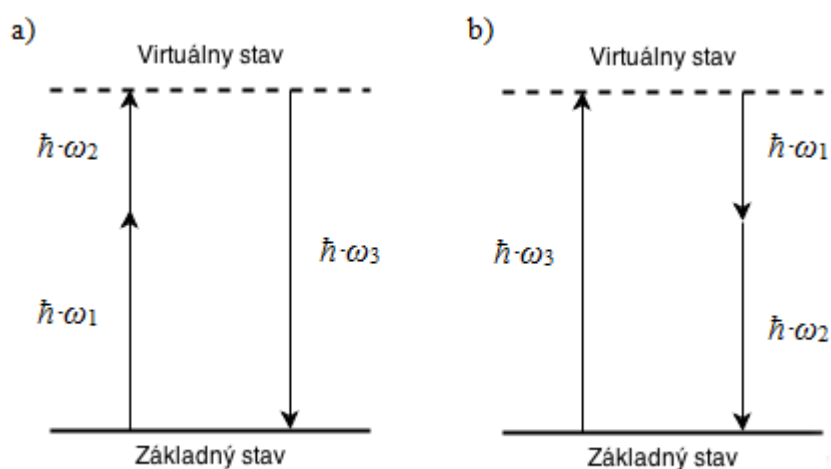 a)
Virtuálny stav
ħ·ω2
ħ·ω3
ħ·ω1
Základný stav
b)
Virtuálny stav
ħ·ω1
ħ·ω3
ħ·ω2
Základný stav